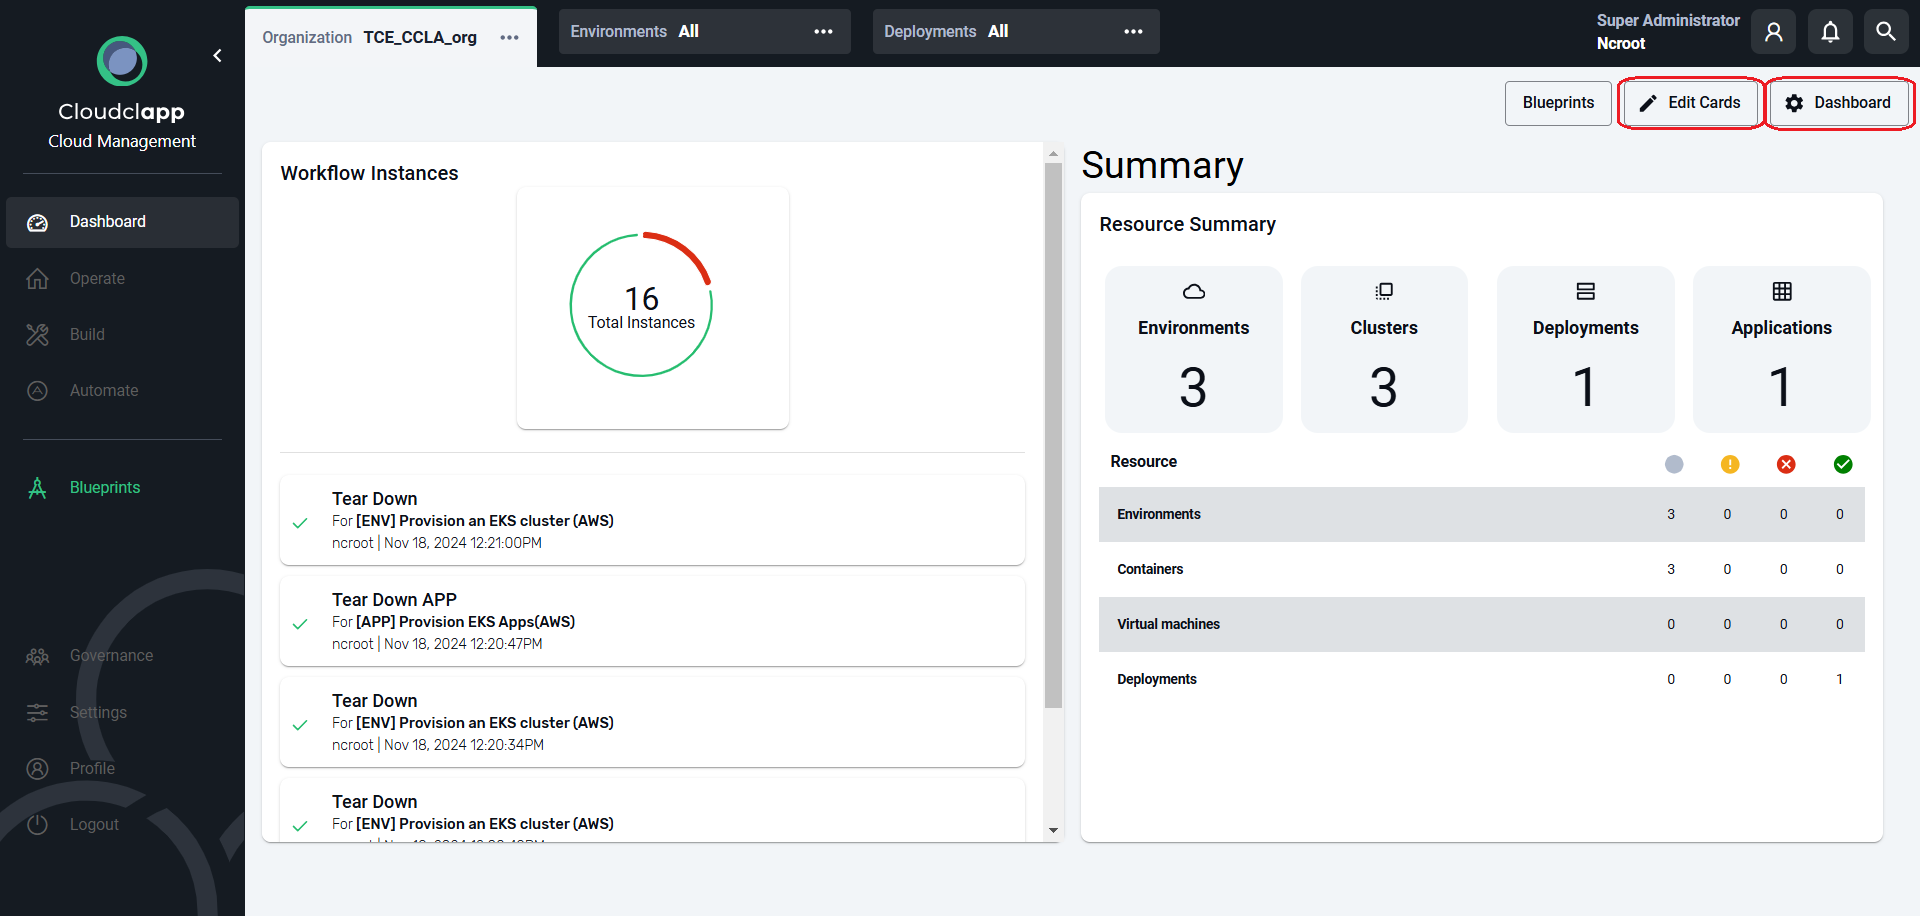 Cloudclapp
Cloud Management
Dashboard
Operate
Build
Automate
Blueprints
Governance
Settings
Profile
Logout
Organization TCE_CCLA_org
Environments All
Deployments All
Super Administrator
Ncroot
Blueprints
Edit Cards
Dashboard
Workflow Instances
16
Total Instances
Tear Down
For [ENV] Provision an EKS cluster (AWS)
ncroot | Nov 18, 2024 12:21:00PM
Tear Down APP
For [APP] Provision EKS Apps(AWS)
ncroot | Nov 18, 2024 12:20:47PM
Tear Down
For [ENV] Provision an EKS cluster (AWS)
ncroot | Nov 18, 2024 12:20:34PM
Tear Down
For [ENV] Provision an EKS cluster (AWS)
Summary
Resource Summary
Environments
3
Clusters
3
Deployments
1
Applications
1
Resource
Environments 3 0 0 0
Containers 3 0 0 0
Virtual machines 0 0 0 0
Deployments 0 0 0 1